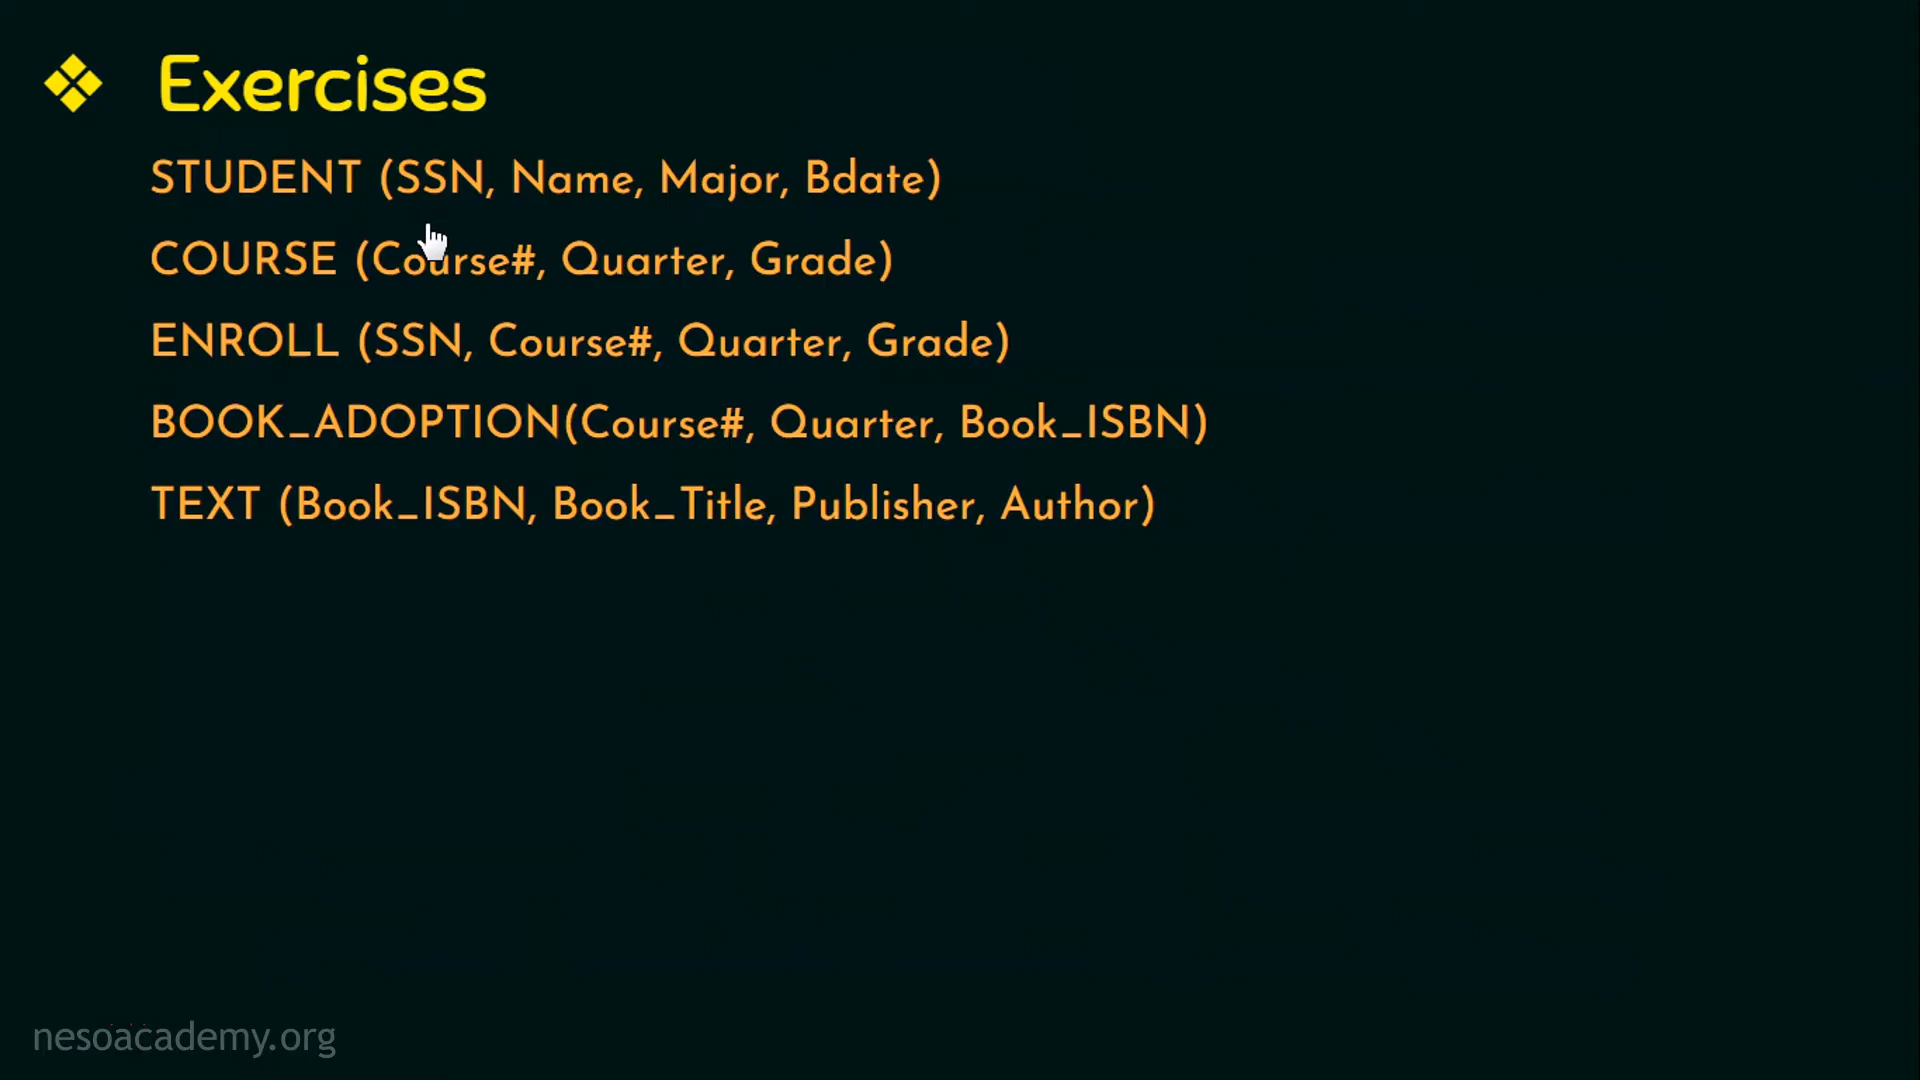 Exercises
STUDENT (SSN, Name, Major, Bdate)
COURSE (Course#, Quarter, Grade)
ENROLL (SSN, Course#, Quarter, Grade)
BOOK_ADOPTION(Course#, Quarter, Book_ISBN)
TEXT (Book_ISBN, Book_Title, Publisher, Author)
nesoacademy.org